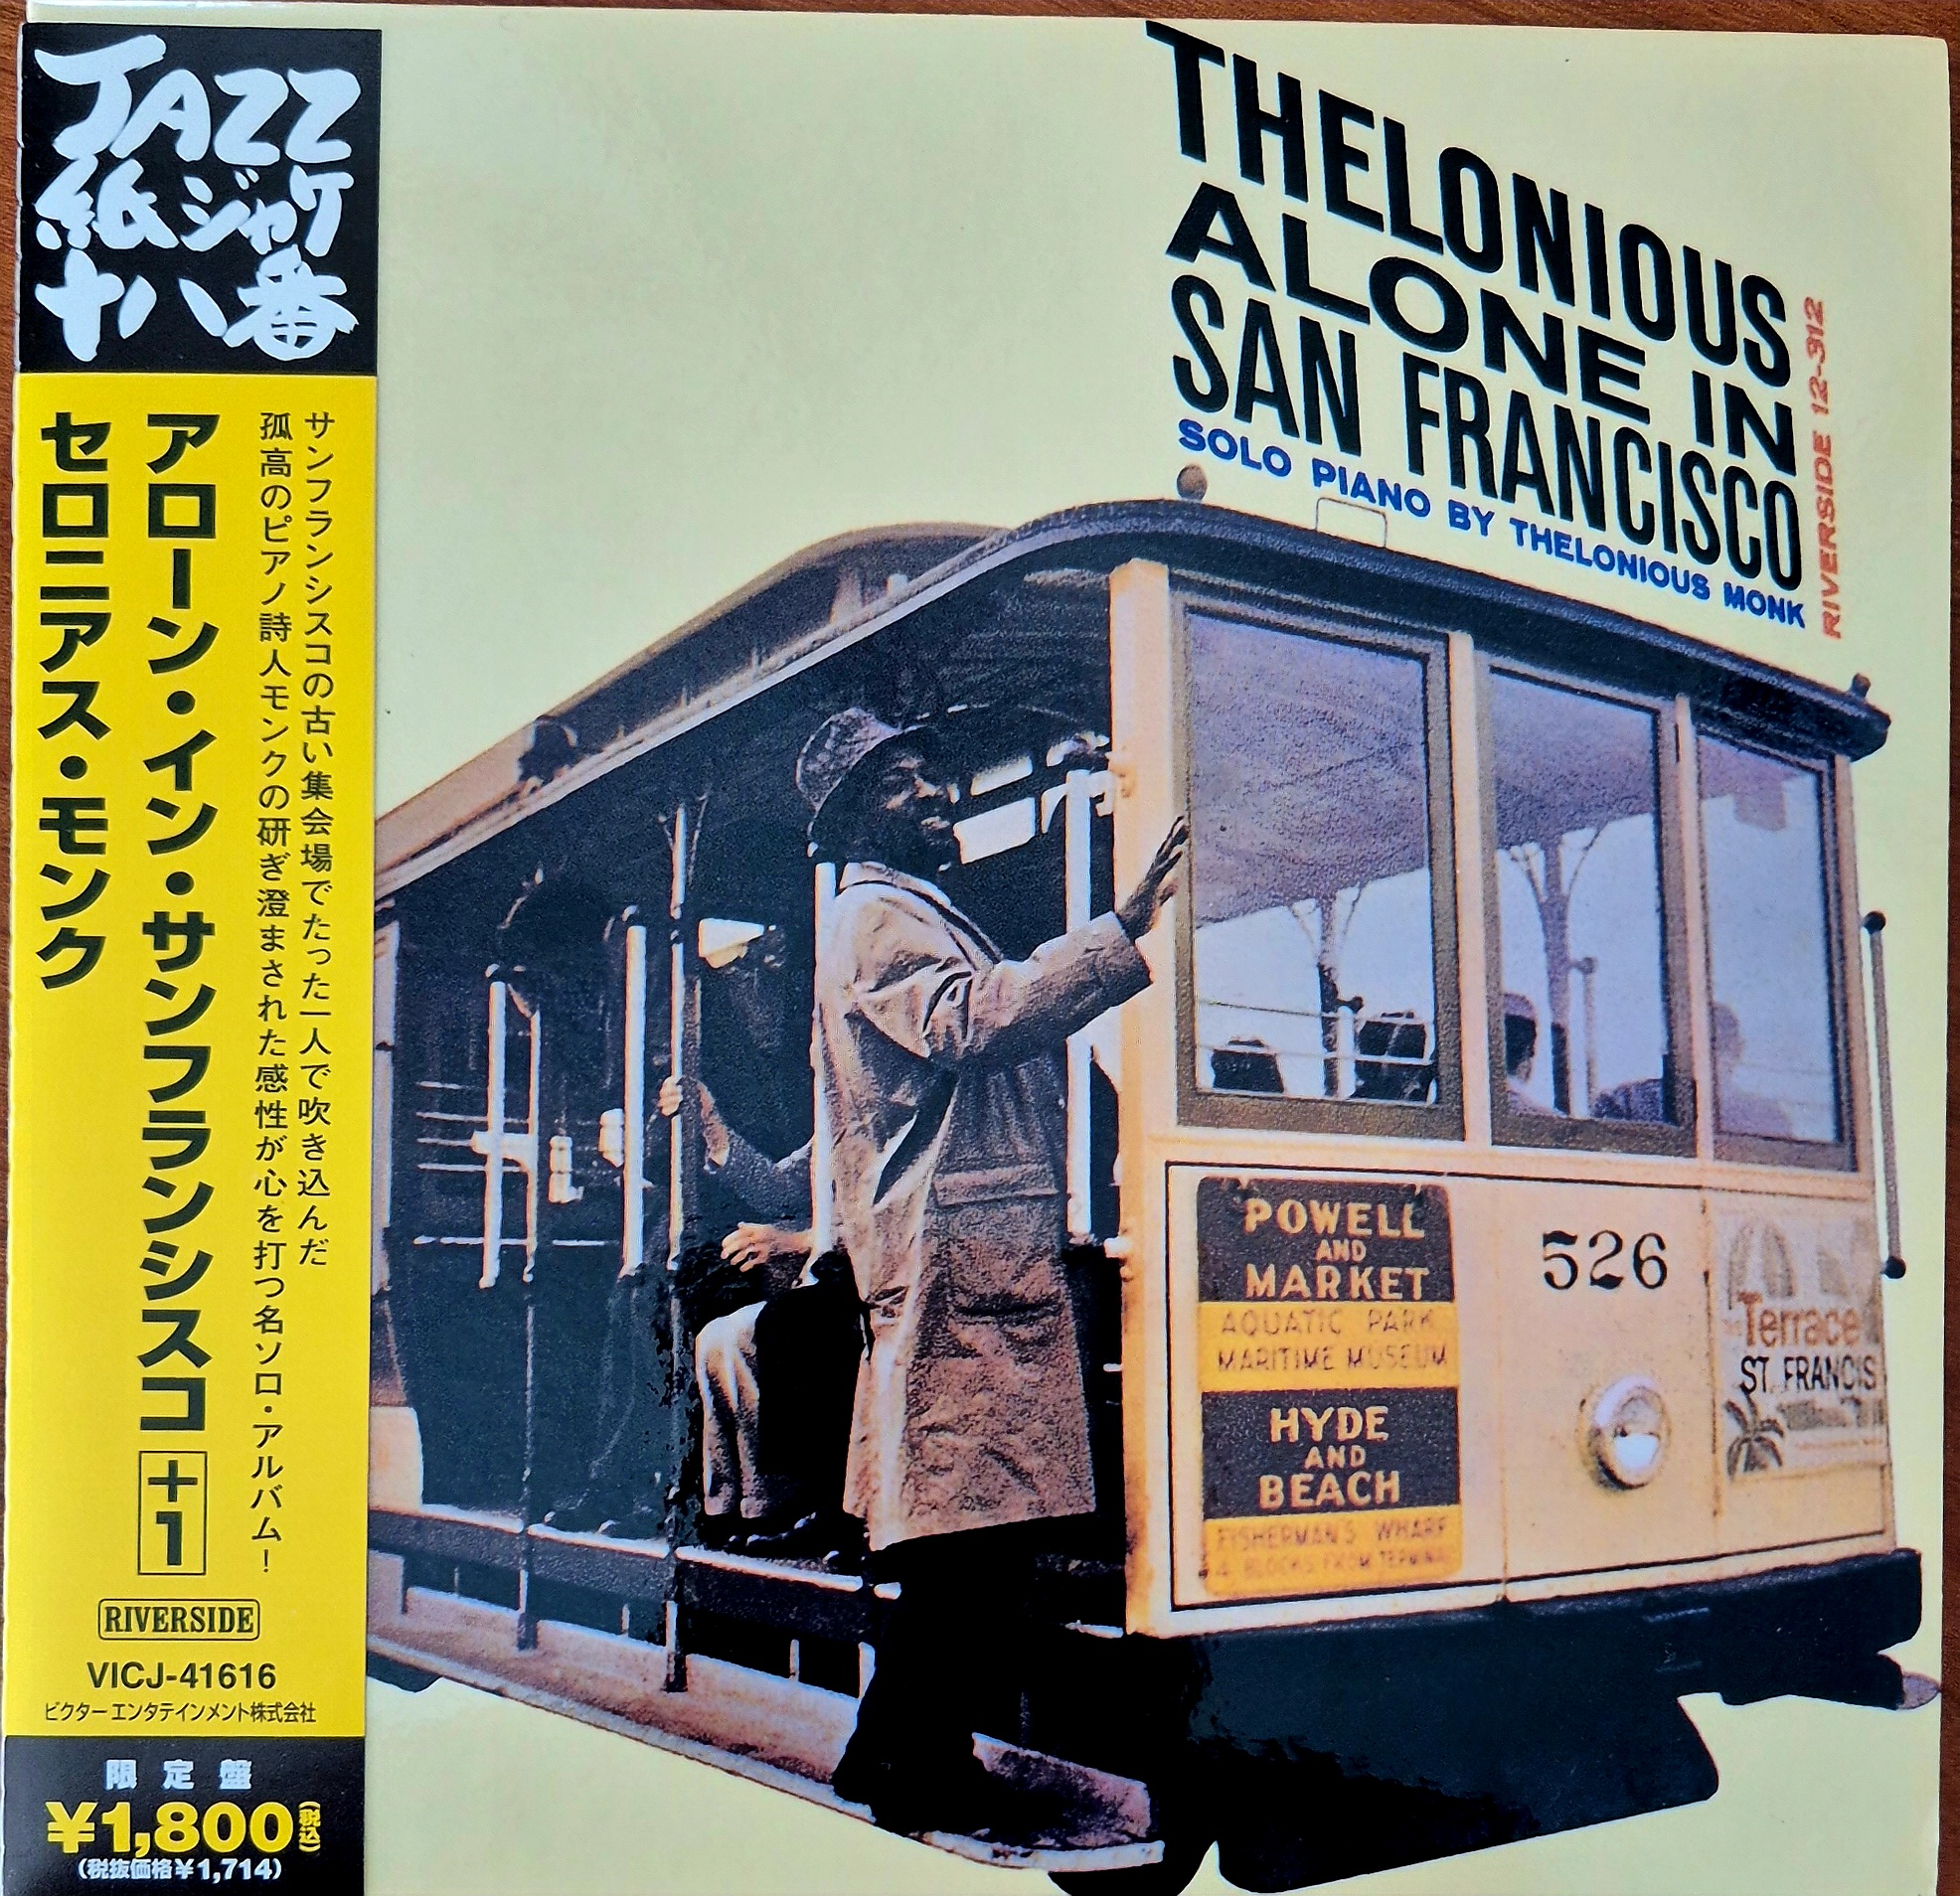 JAZZ
紙ジャケ
十八番
サンフランシスコの古い集会場でたった一人で吹き込んだ
孤高のピアノ詩人モンクの研ぎ澄まされた感性が心を打つ名ソロ・アルバム!
アローン・イン・サンフランシスコ+1
セロニアス・モンク
RIVERSIDE
VICJ-41616
ビクターエンタテインメント株式会社
限定盤
¥1,800(税込)
(税抜価格¥1,714)
THELONIOUS
ALONE IN
SAN FRANCISCO
SOLO PIANO BY THELONIOUS MONK
RIVERSIDE 12-312
POWELL
AND
MARKET
AQUATIC PARK
MARITIME MUSEUM
HYDE
AND
BEACH
FISHERMAN'S WHARF
4 BLOCKS FROM TERMINAL
526
Terrace
ST. FRANCIS